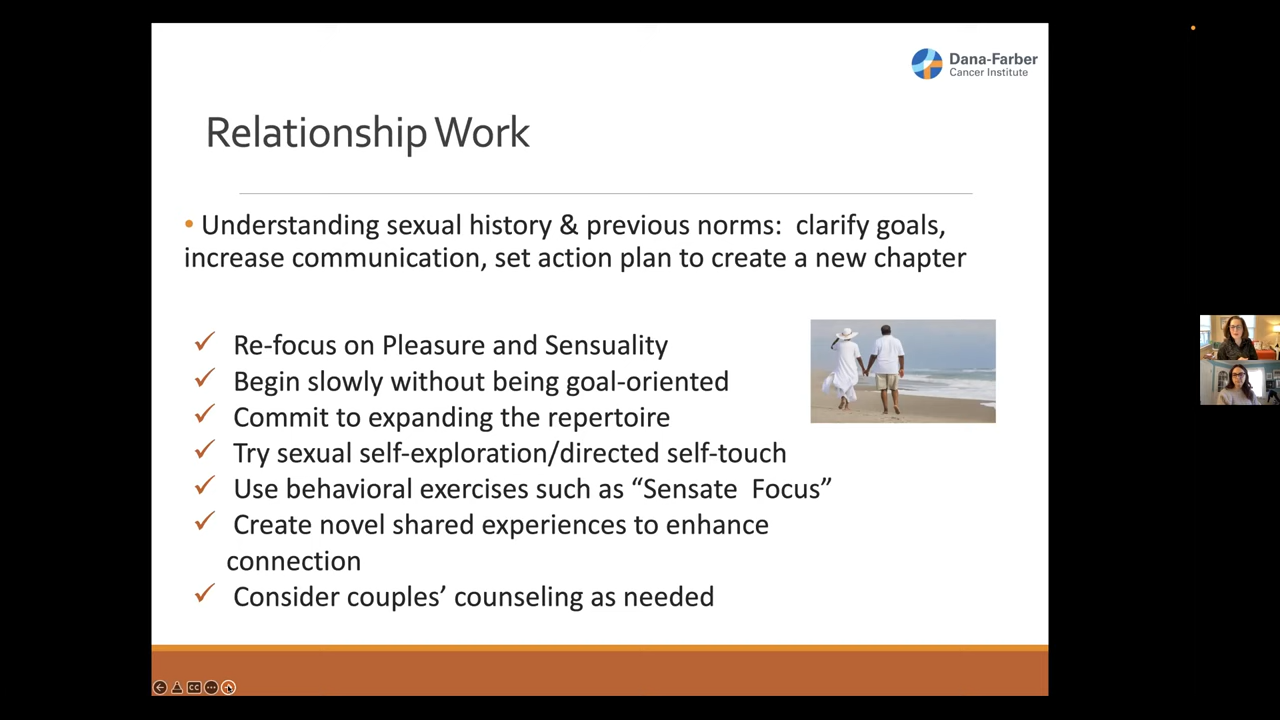 Dana-Farber
Cancer Institute
Relationship Work
• Understanding sexual history & previous norms:  clarify goals,
increase communication, set action plan to create a new chapter
✓ Re-focus on Pleasure and Sensuality
✓ Begin slowly without being goal-oriented
✓ Commit to expanding the repertoire
✓ Try sexual self-exploration/directed self-touch
✓ Use behavioral exercises such as “Sensate  Focus”
✓ Create novel shared experiences to enhance
connection
✓ Consider couples’ counseling as needed
CC